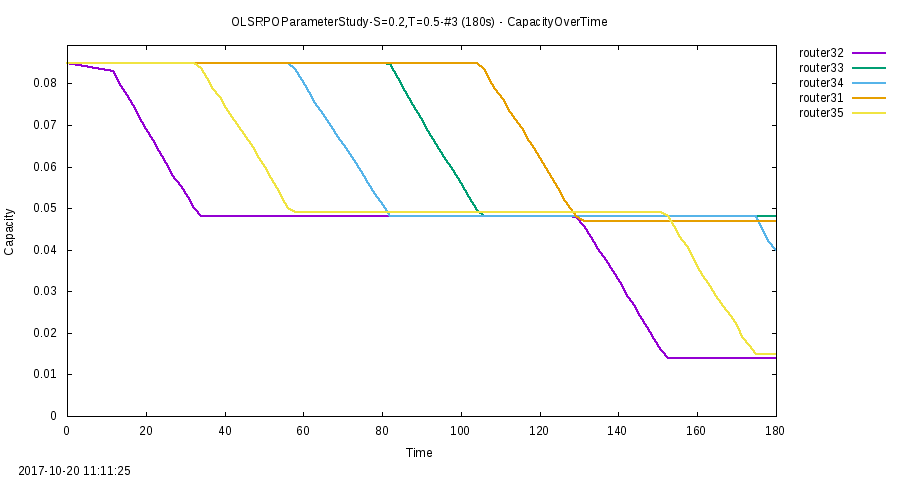 OLSRPOParameterStudy-S=0.2,T=0.5-#3 (180s) - CapacityOverTime
router32
router33
router34
router31
router35
0.08
0.07
0.06
0.05
0.04
0.03
0.02
0.01
0
Capacity
0 20 40 60 80 100 120 140 160 180
Time
2017-10-20 11:11:25